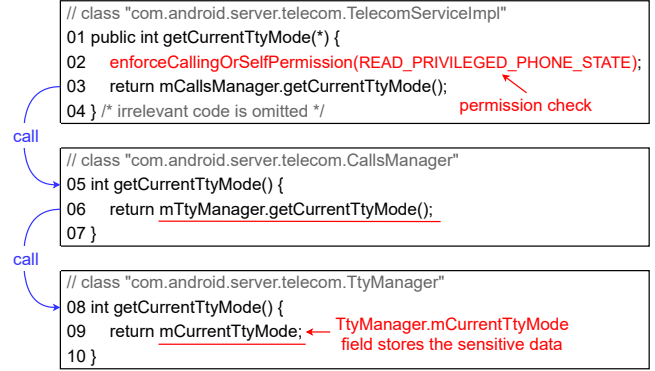 // class "com.android.server.telecom.TelecomServiceImpl"
01 public int getCurrentTtyMode(*) {
02 enforceCallingOrSelfPermission(READ_PRIVILEGED_PHONE_STATE);
03 return mCallsManager.getCurrentTtyMode();
permission check
04 } /* irrelevant code is omitted */
call
// class "com.android.server.telecom.CallsManager"
05 int getCurrentTtyMode() {
06 return mTtyManager.getCurrentTtyMode();
07 }
call
// class "com.android.server.telecom.TtyManager"
08 int getCurrentTtyMode() {
09 return mCurrentTtyMode;
TtyManager.mCurrentTtyMode
field stores the sensitive data
10 }